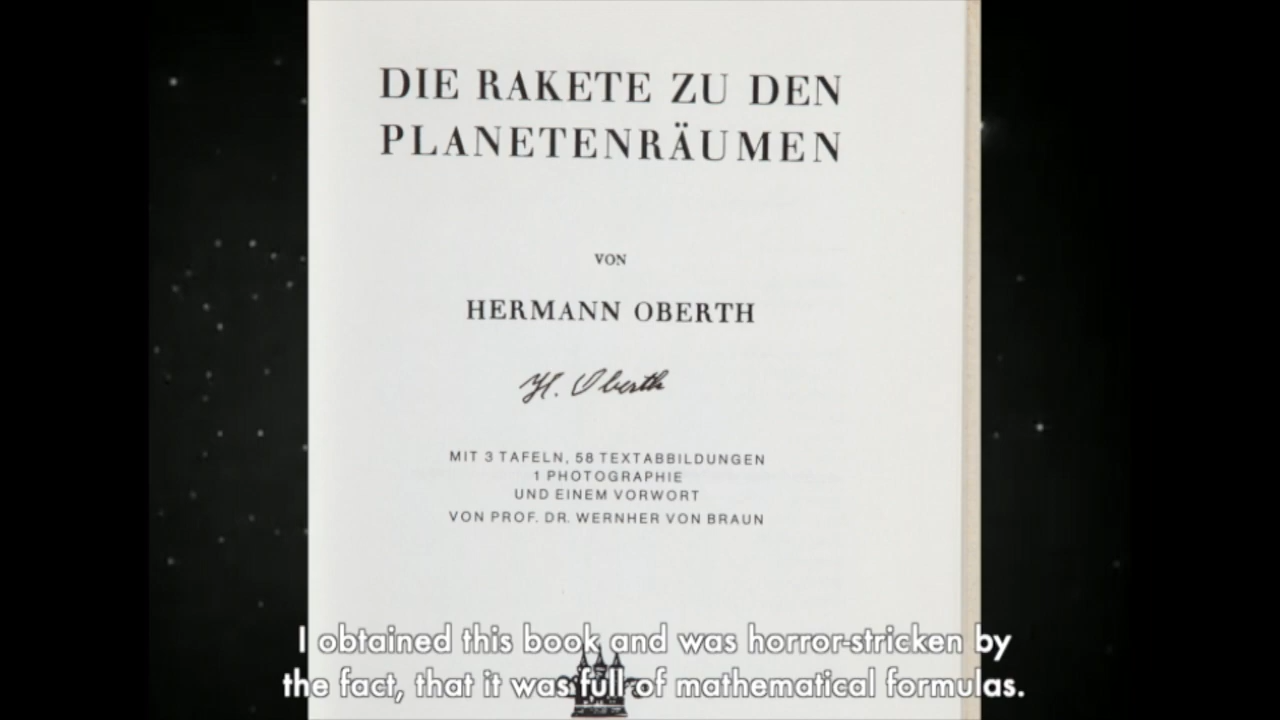 DIE RAKETE ZU DEN
PLANETENRÄUMEN
VON
HERMANN OBERTH
H. Oberth
MIT 3 TAFELN, 58 TEXTABBILDUNGEN
1 PHOTOGRAPHIE
UND EINEM VORWORT
VON PROF. DR. WERNHER VON BRAUN
I obtained this book and was horror-stricken by
the fact, that it was full of mathematical formulas.